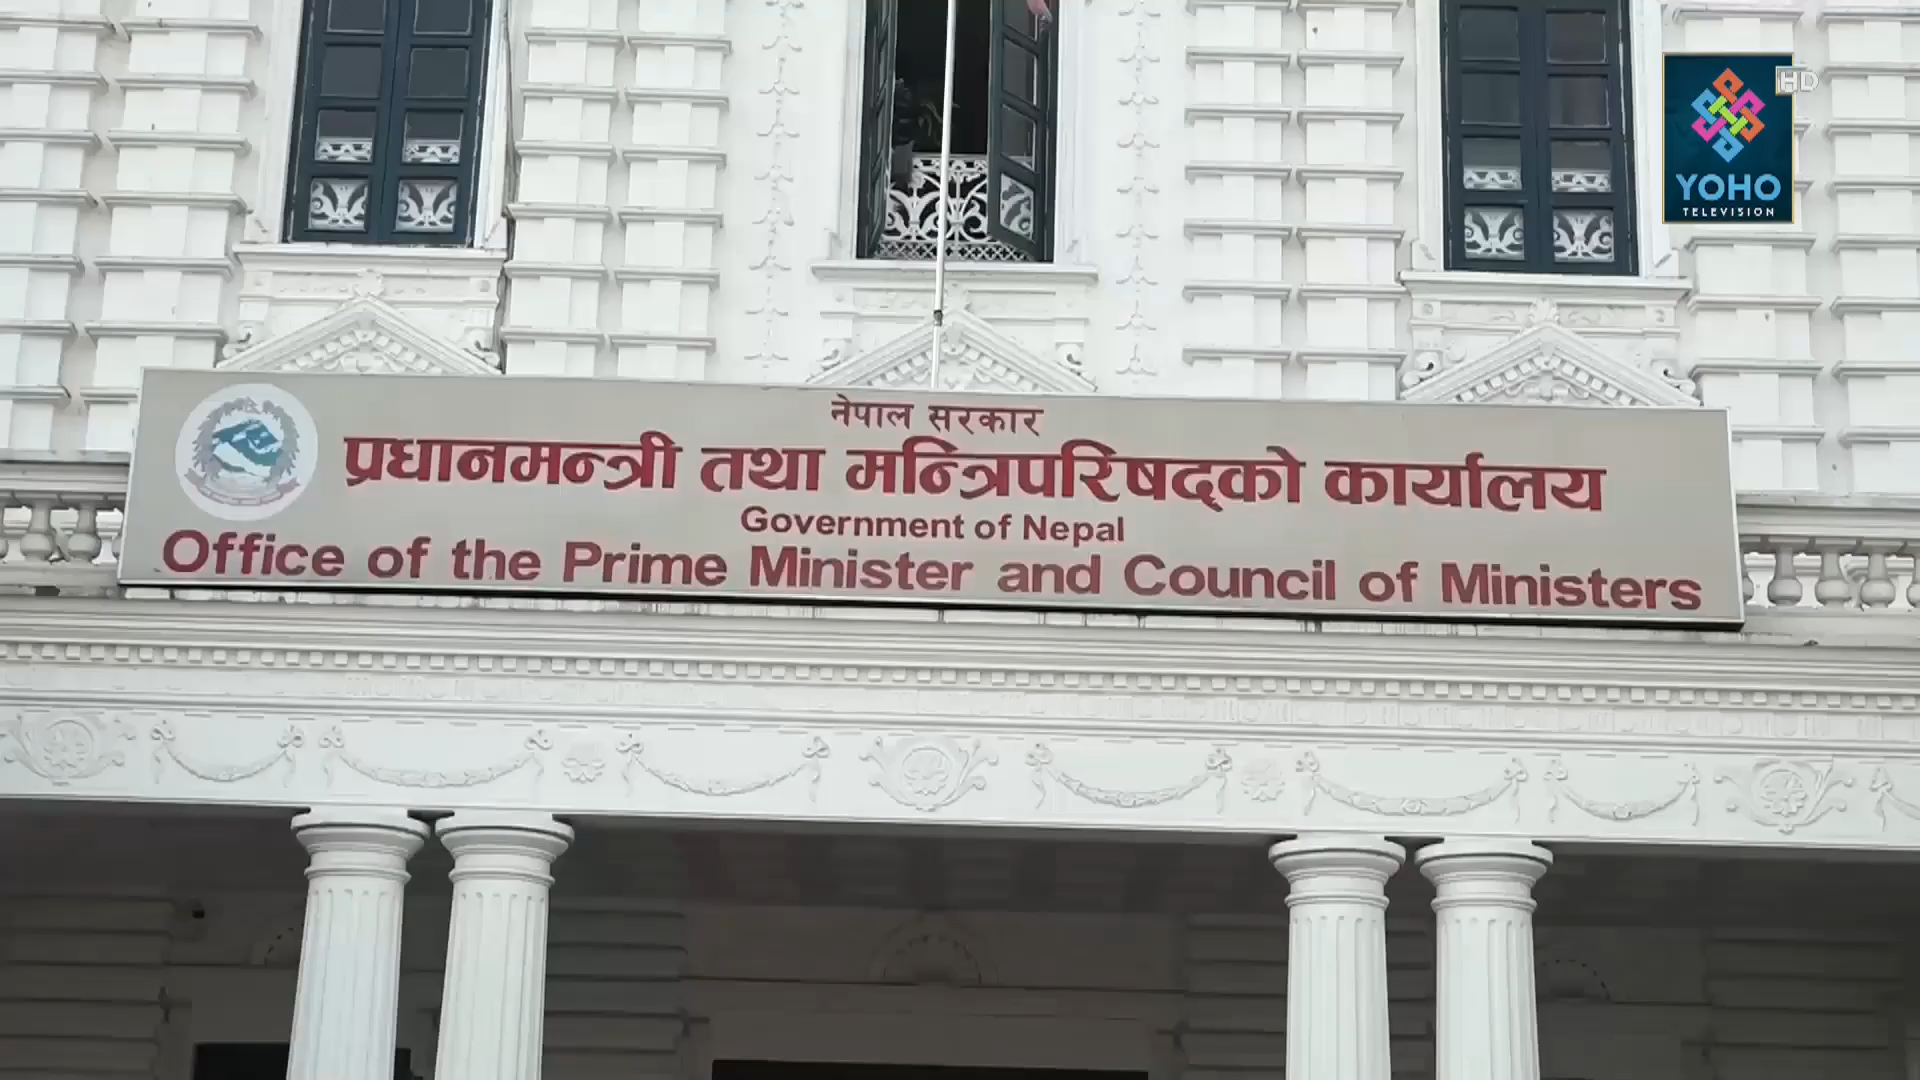 HD
YOHO
TELEVISION
नेपाल सरकार
प्रधानमन्त्री तथा मन्त्रिपरिषद्को कार्यालय
Government of Nepal
Office of the Prime Minister and Council of Ministers